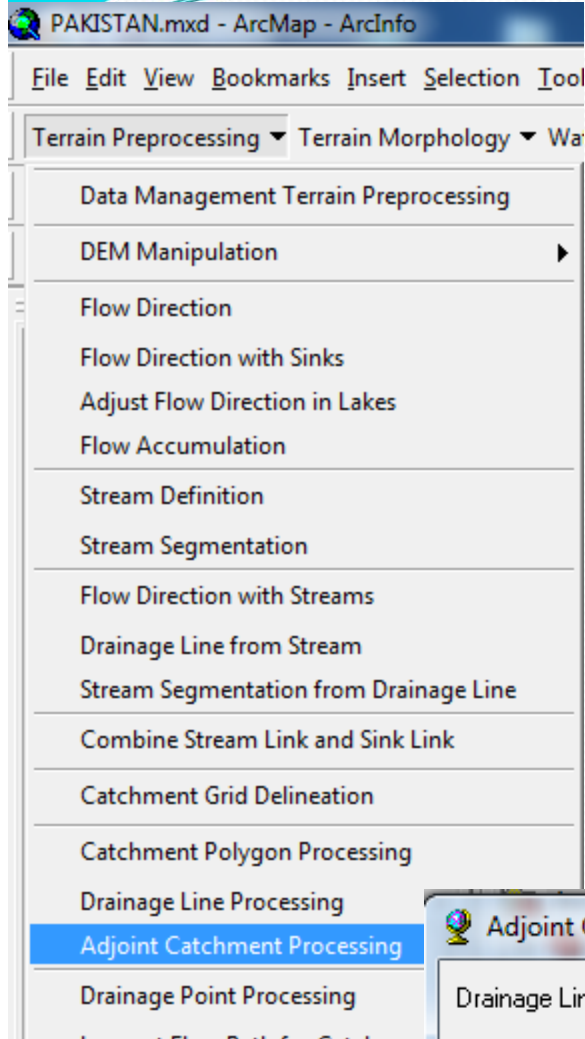 PAKISTAN.mxd - ArcMap - ArcInfo
File Edit View Bookmarks Insert Selection
Terrain Preprocessing Terrain Morphology
Data Management Terrain Preprocessing
DEM Manipulation
Flow Direction
Flow Direction with Sinks
Adjust Flow Direction in Lakes
Flow Accumulation
Stream Definition
Stream Segmentation
Flow Direction with Streams
Drainage Line from Stream
Stream Segmentation from Drainage Line
Combine Stream Link and Sink Link
Catchment Grid Delineation
Catchment Polygon Processing
Drainage Line Processing
Adjoint Catchment Processing
Adjoint
Drainage Point Processing
Drainage